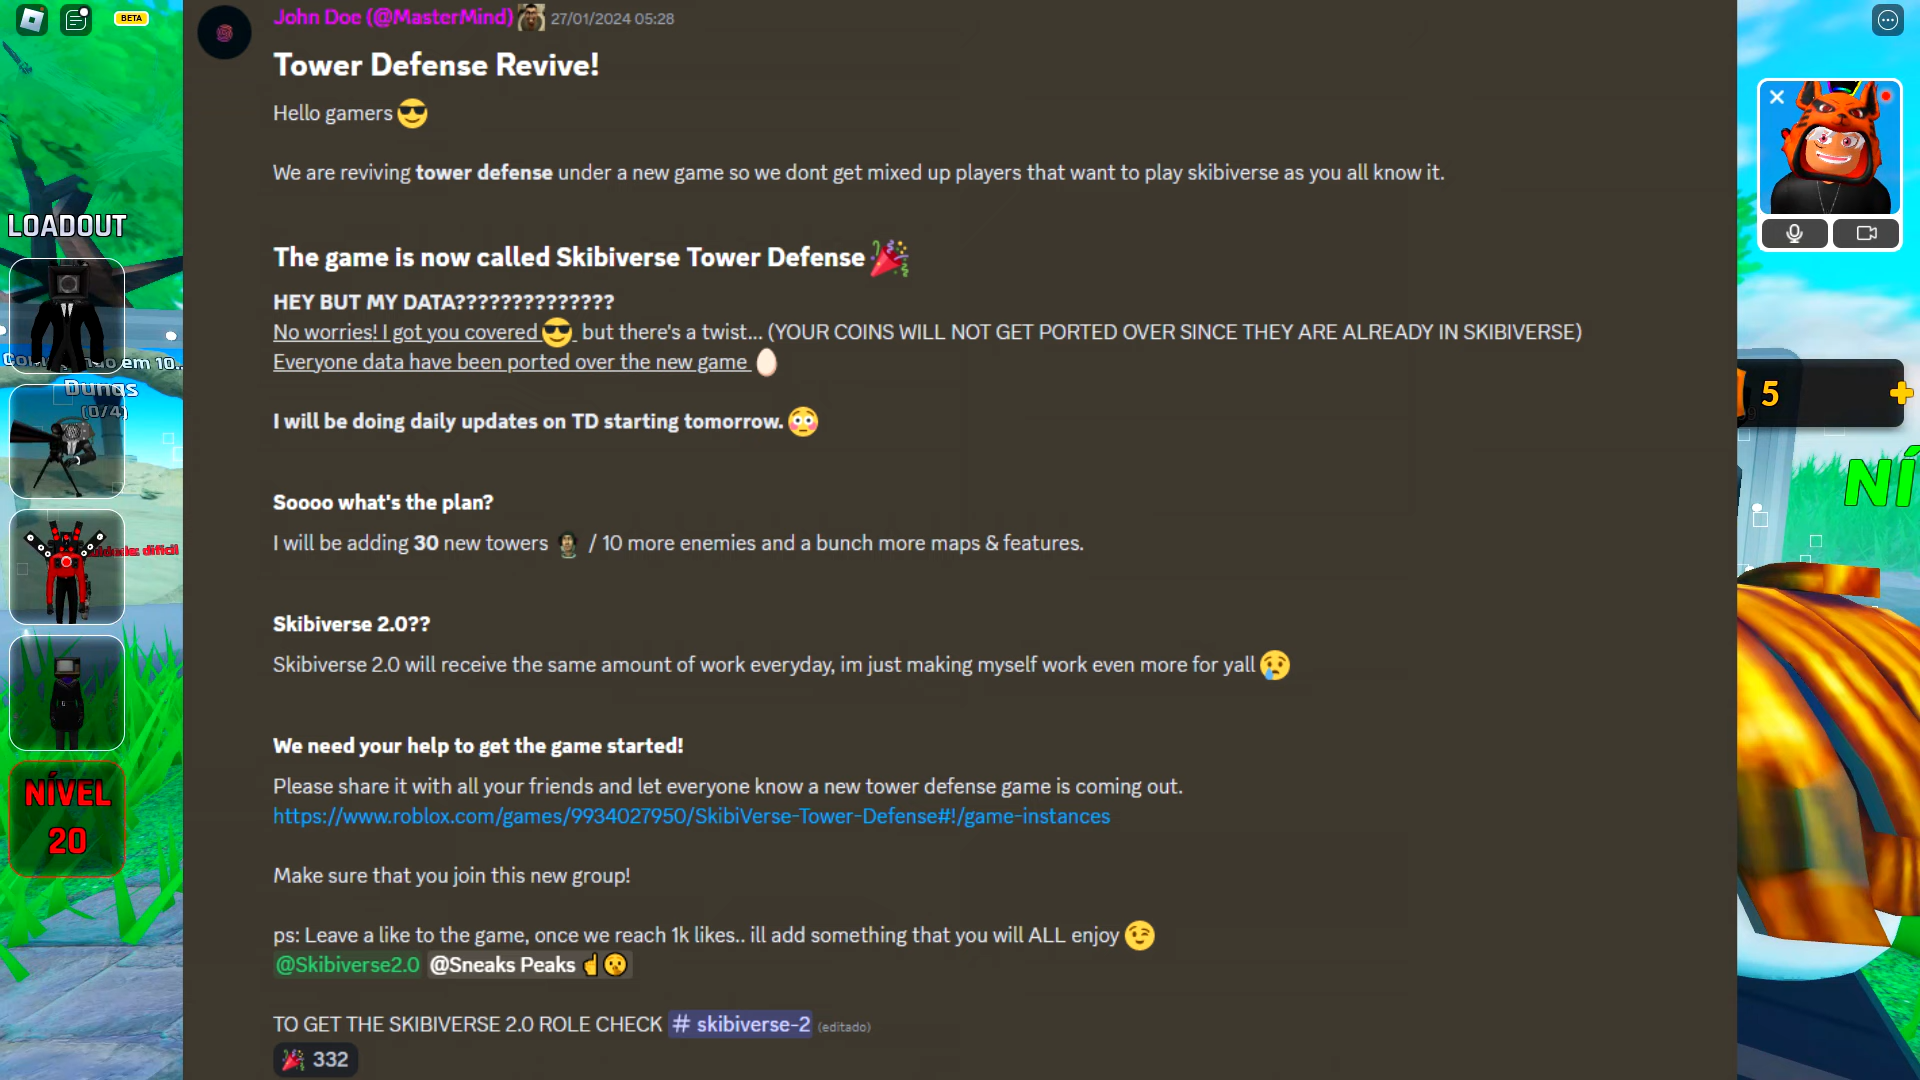 BETA
John Doe (@MasterMind) 27/01/2024 05:28
Tower Defense Revive!
Hello gamers 😎
We are reviving tower defense under a new game so we dont get mixed up players that want to play skibiverse as you all know it.
The game is now called Skibiverse Tower Defense 🎉
HEY BUT MY DATA??????????????
No worries! I got you covered 😎 but there's a twist... (YOUR COINS WILL NOT GET PORTED OVER SINCE THEY ARE ALREADY IN SKIBIVERSE)
Everyone data have been ported over the new game 🥚
I will be doing daily updates on TD starting tomorrow. 😳
Soooo what's the plan?
I will be adding 30 new towers / 10 more enemies and a bunch more maps & features.
Skibiverse 2.0??
Skibiverse 2.0 will receive the same amount of work everyday, im just making myself work even more for yall 😢
We need your help to get the game started!
Please share it with all your friends and let everyone know a new tower defense game is coming out.
https://www.roblox.com/games/9934027950/SkibiVerse-Tower-Defense#!/game-instances
Make sure that you join this new group!
ps: Leave a like to the game, once we reach 1k likes.. ill add something that you will ALL enjoy 😉
@Skibiverse2.0 @Sneaks Peaks ☝️🤫
TO GET THE SKIBIVERSE 2.0 ROLE CHECK # skibiverse-2 (editado)
🎉 332
LOADOUT
em 10..
Dunas
(0/4)
difícil
NÍVEL
20
5
NÍ